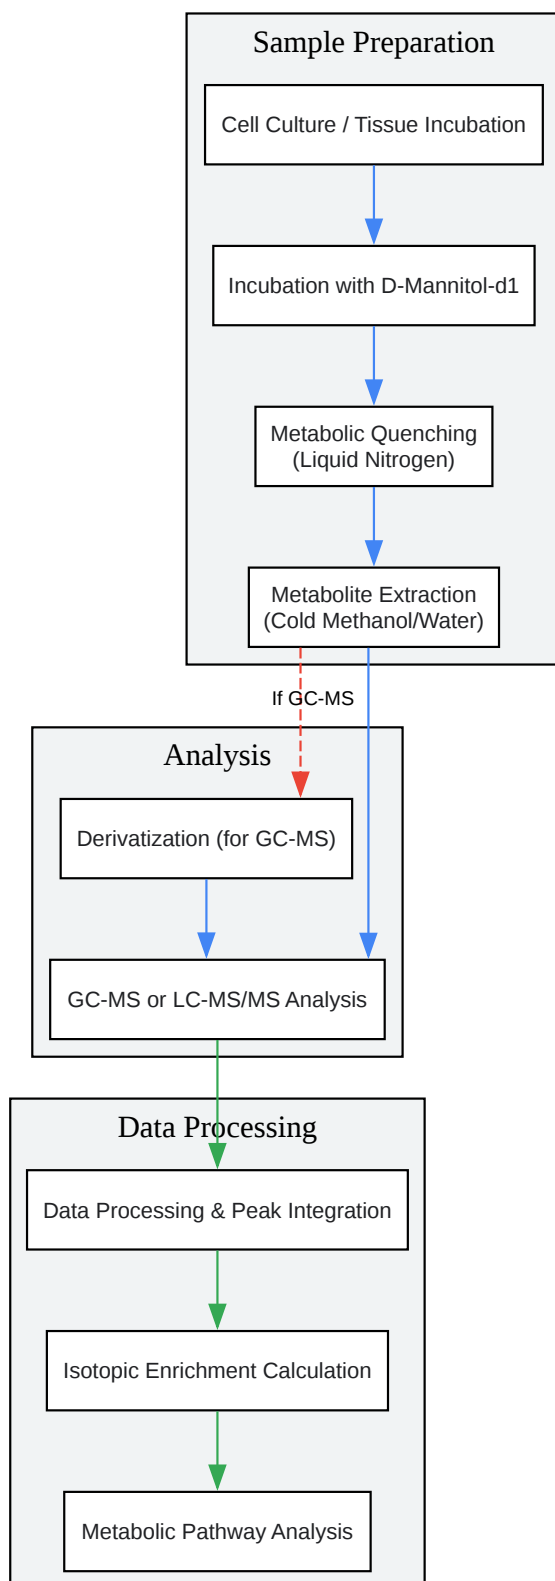 Sample Preparation
Cell Culture / Tissue Incubation
Incubation with D-Mannitol-d1
Metabolic Quenching
(Liquid Nitrogen)
Metabolite Extraction
(Cold Methanol/Water)
If GC-MS
Analysis
Derivatization (for GC-MS)
GC-MS or LC-MS/MS Analysis
Data Processing
Data Processing & Peak Integration
Isotopic Enrichment Calculation
Metabolic Pathway Analysis